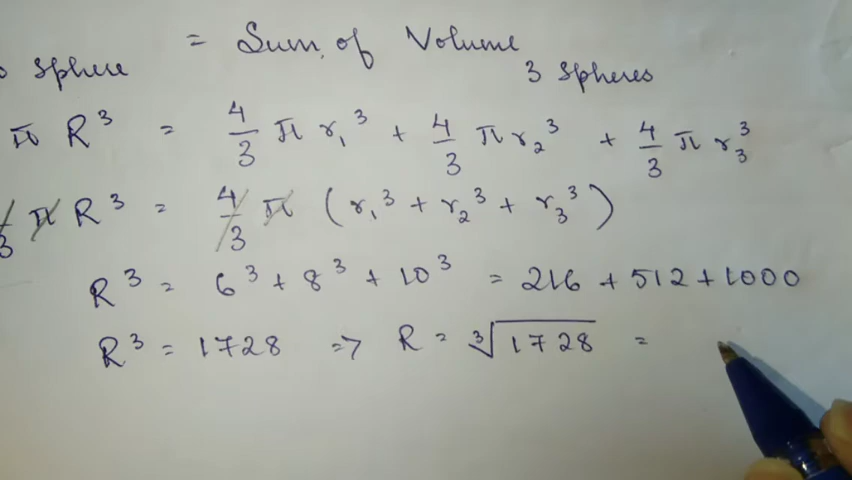 Sphere = Sum of Volume
3 Spheres
π R³ = 4/3 π r₁³ + 4/3 π r₂³ + 4/3 π r₃³
/3 π R³ = 4/3 π (r₁³ + r₂³ + r₃³)
R³ = 6³ + 8³ + 10³ = 216 + 512 + 1000
R³ = 1728 => R = ∛1728 =